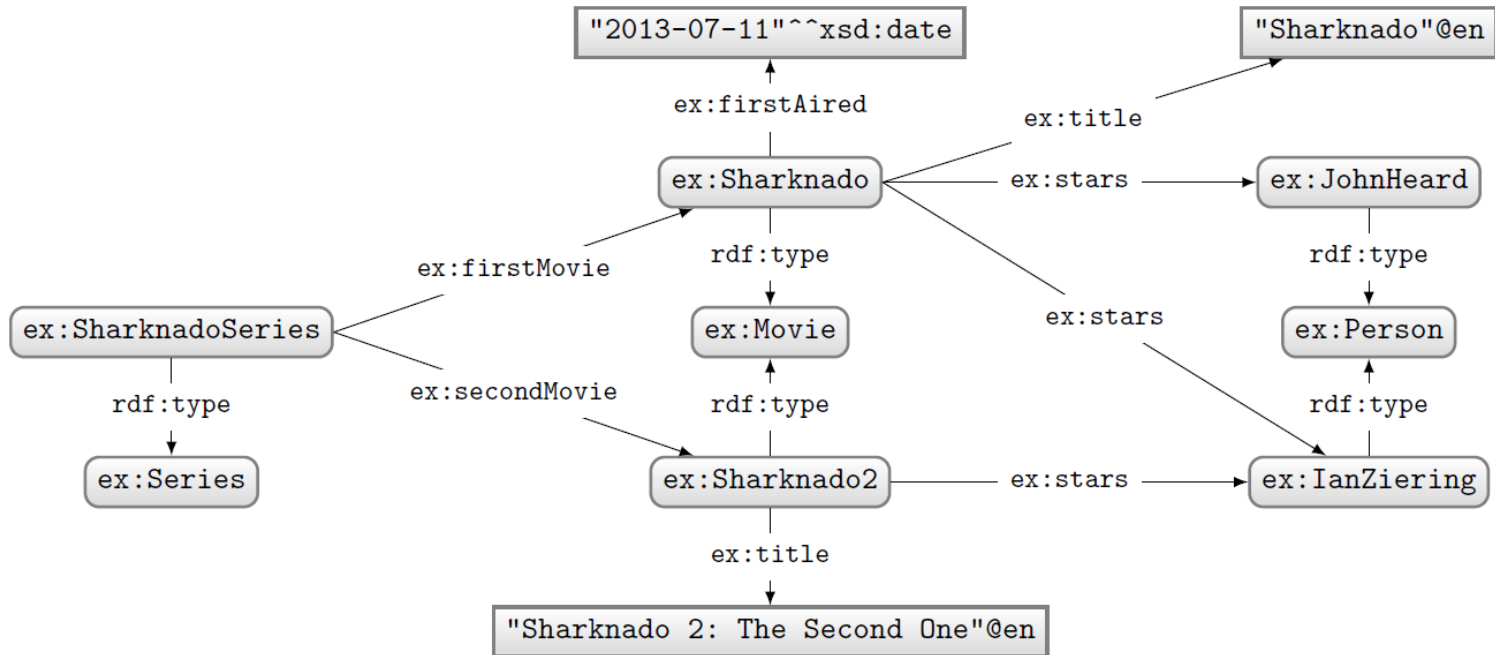 "2013-07-11"^^xsd:date
"Sharknado"@en
ex:firstAired
ex:title
ex:Sharknado
ex:stars
ex:JohnHeard
rdf:type
rdf:type
ex:firstMovie
ex:SharknadoSeries
ex:Movie
ex:stars
ex:Person
ex:secondMovie
rdf:type
rdf:type
rdf:type
ex:Series
ex:Sharknado2
ex:stars
ex:IanZiering
ex:title
"Sharknado 2: The Second One"@en